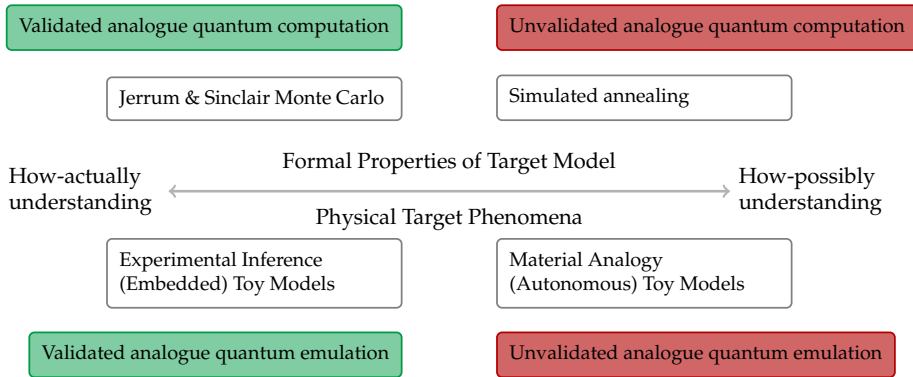 Validated analogue quantum computation
Unvalidated analogue quantum computation
Jerrum & Sinclair Monte Carlo
Simulated annealing
Formal Properties of Target Model
How-actually
understanding
How-possibly
understanding
Physical Target Phenomena
Experimental Inference
(Embedded) Toy Models
Material Analogy
(Autonomous) Toy Models
Validated analogue quantum emulation
Unvalidated analogue quantum emulation